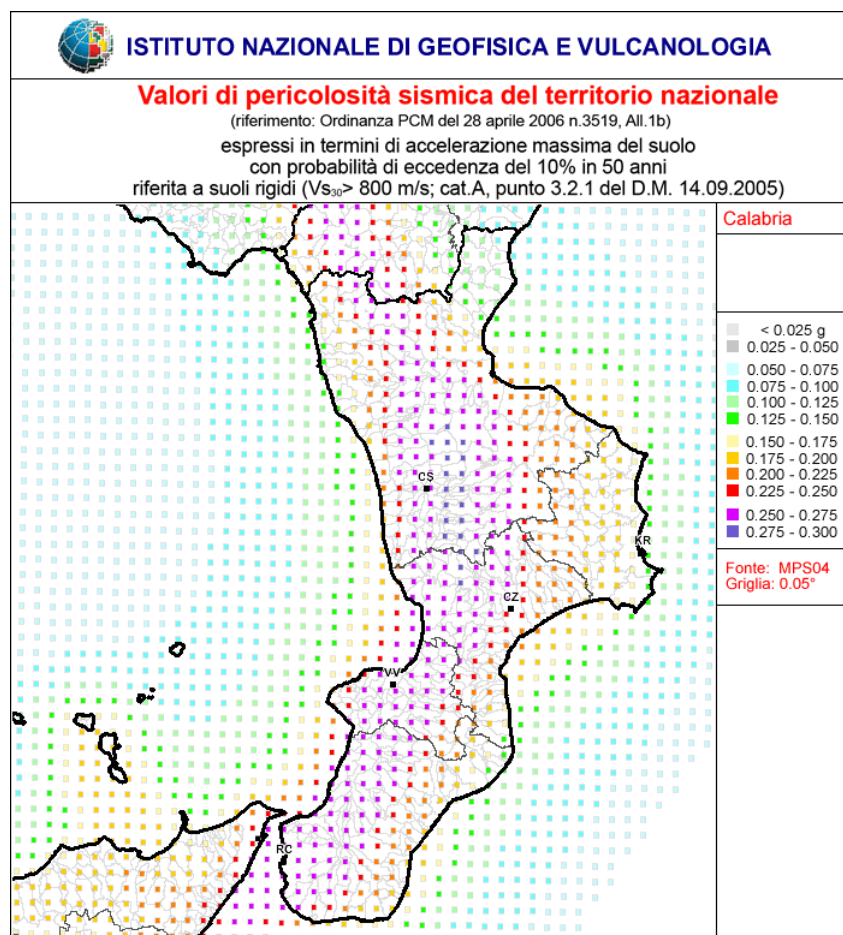 ISTITUTO NAZIONALE DI GEOFISICA E VULCANOLOGIA
Valori di pericolosità sismica del territorio nazionale
(riferimento: Ordinanza PCM del 28 aprile 2006 n.3519, All.1b)
espressi in termini di accelerazione massima del suolo
con probabilità di eccedenza del 10% in 50 anni
riferita a suoli rigidi (Vs₃₀> 800 m/s; cat.A, punto 3.2.1 del D.M. 14.09.2005)
Calabria
< 0.025 g
0.025 - 0.050
0.050 - 0.075
0.075 - 0.100
0.100 - 0.125
0.125 - 0.150
0.150 - 0.175
0.175 - 0.200
0.200 - 0.225
0.225 - 0.250
0.250 - 0.275
0.275 - 0.300
Fonte: MPS04
Griglia: 0.05°
CS
KR
CZ
VV
RC